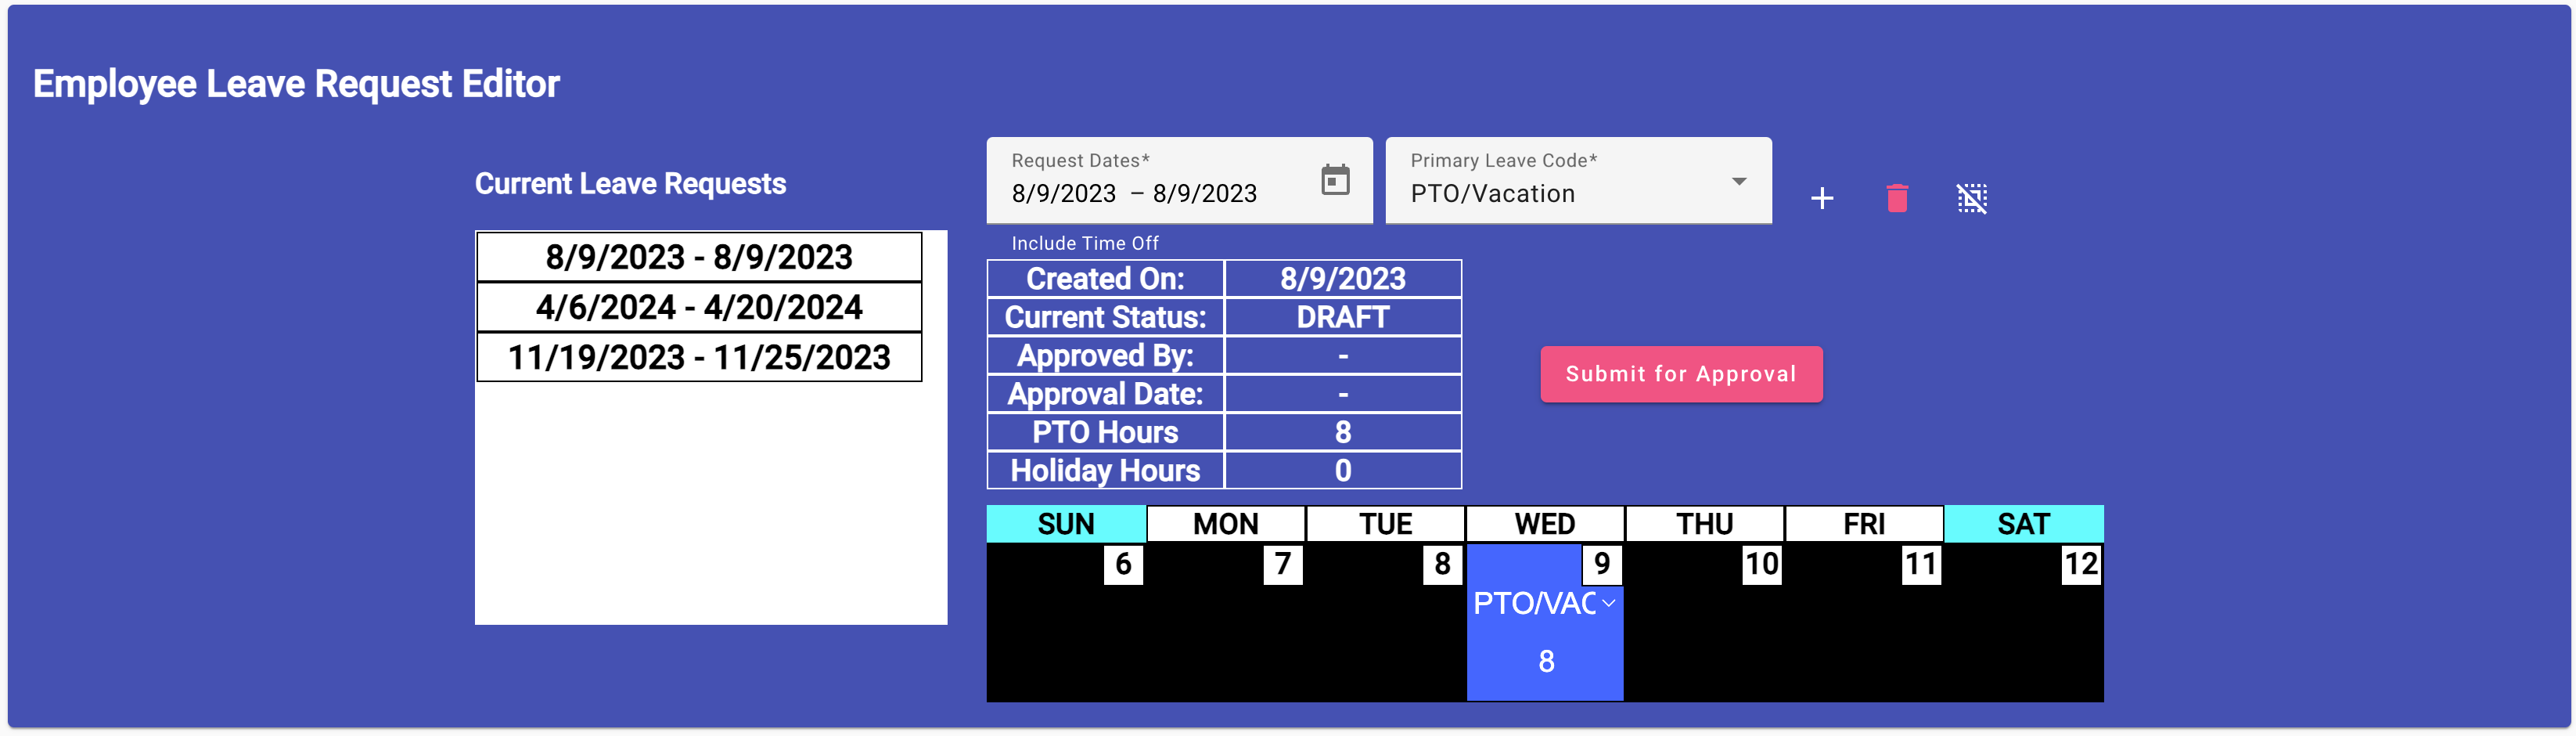 Employee Leave Request Editor
Current Leave Requests
8/9/2023 - 8/9/2023
4/6/2024 - 4/20/2024
11/19/2023 - 11/25/2023
Request Dates*
8/9/2023 – 8/9/2023
Primary Leave Code*
PTO/Vacation
Include Time Off
Created On: 8/9/2023
Current Status: DRAFT
Approved By: -
Approval Date: -
PTO Hours 8
Holiday Hours 0
Submit for Approval
SUN MON TUE WED THU FRI SAT
6 7 8 9 10 11 12
PTO/VAC
8